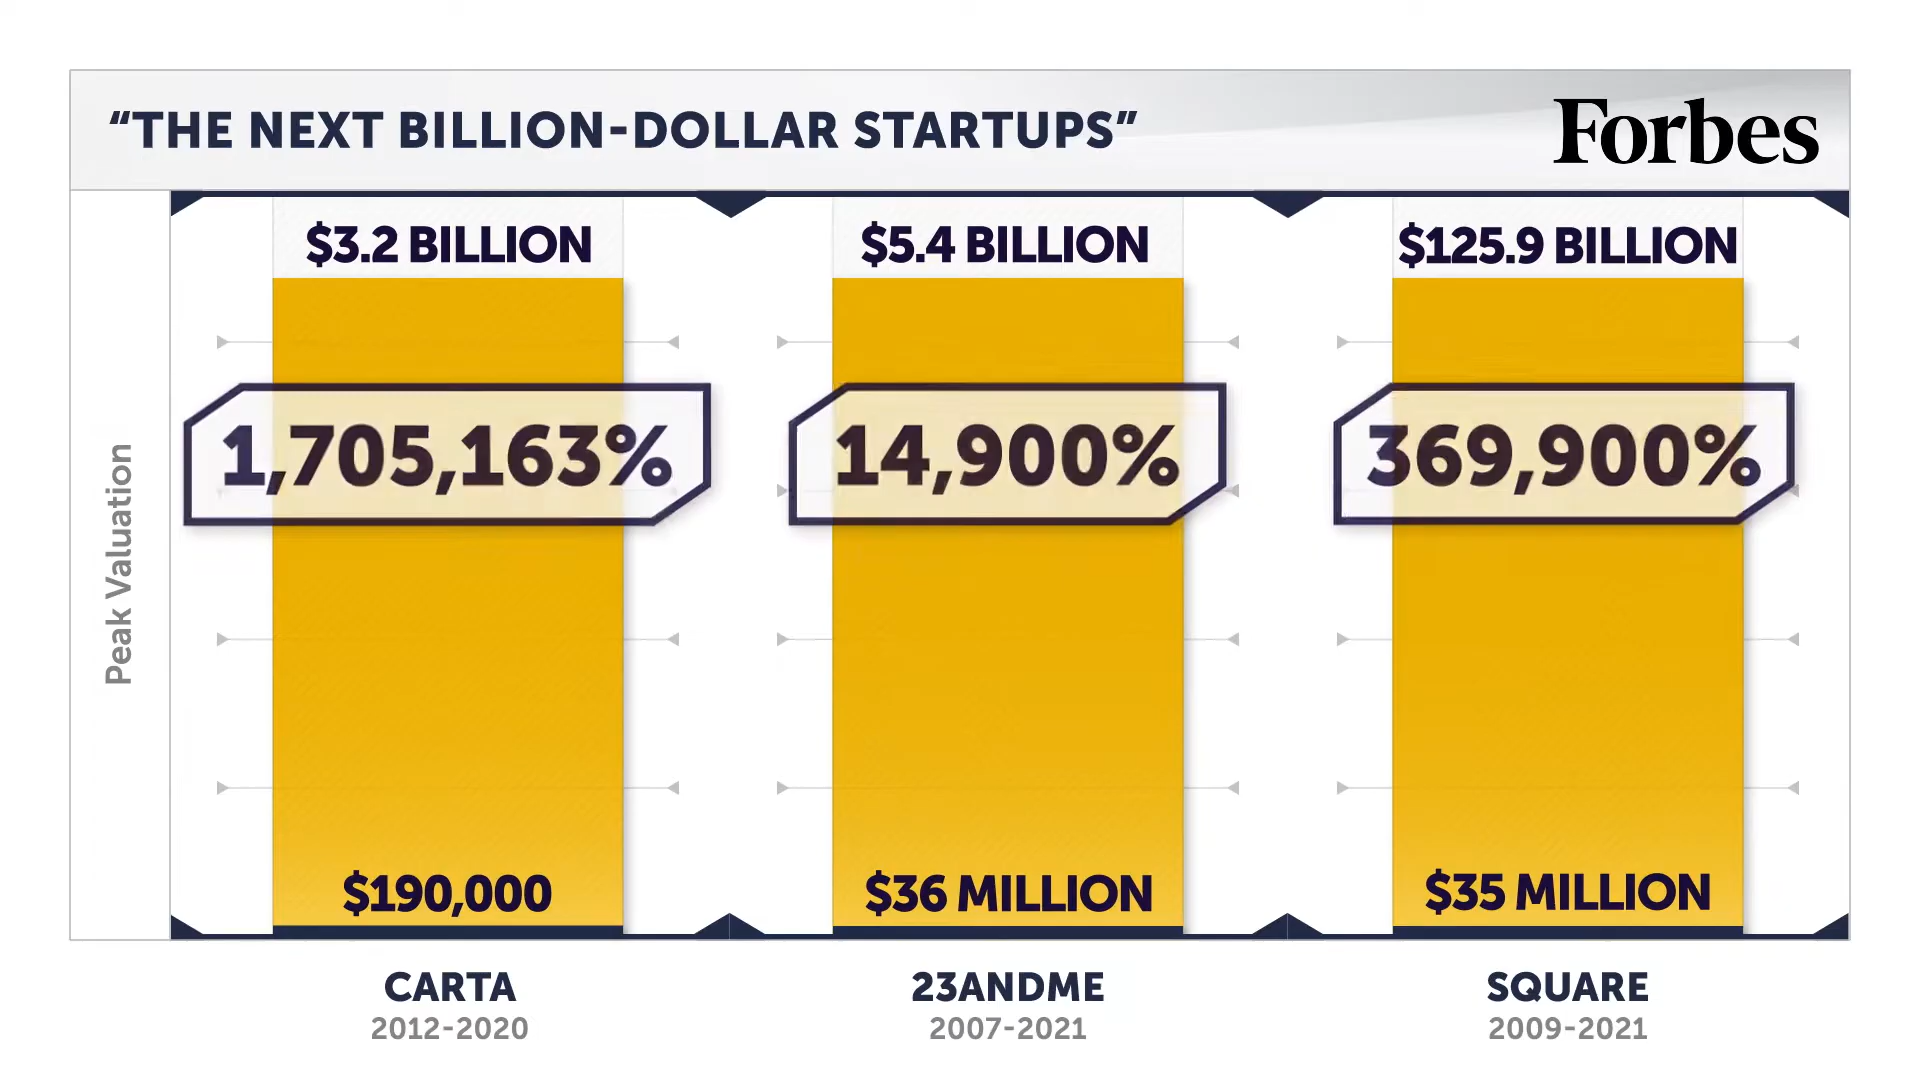 “THE NEXT BILLION-DOLLAR STARTUPS”
Forbes
Peak Valuation
$3.2 BILLION
$5.4 BILLION
$125.9 BILLION
1,705,163%
14,900%
369,900%
$190,000
$36 MILLION
$35 MILLION
CARTA
23ANDME
SQUARE
2012-2020
2007-2021
2009-2021